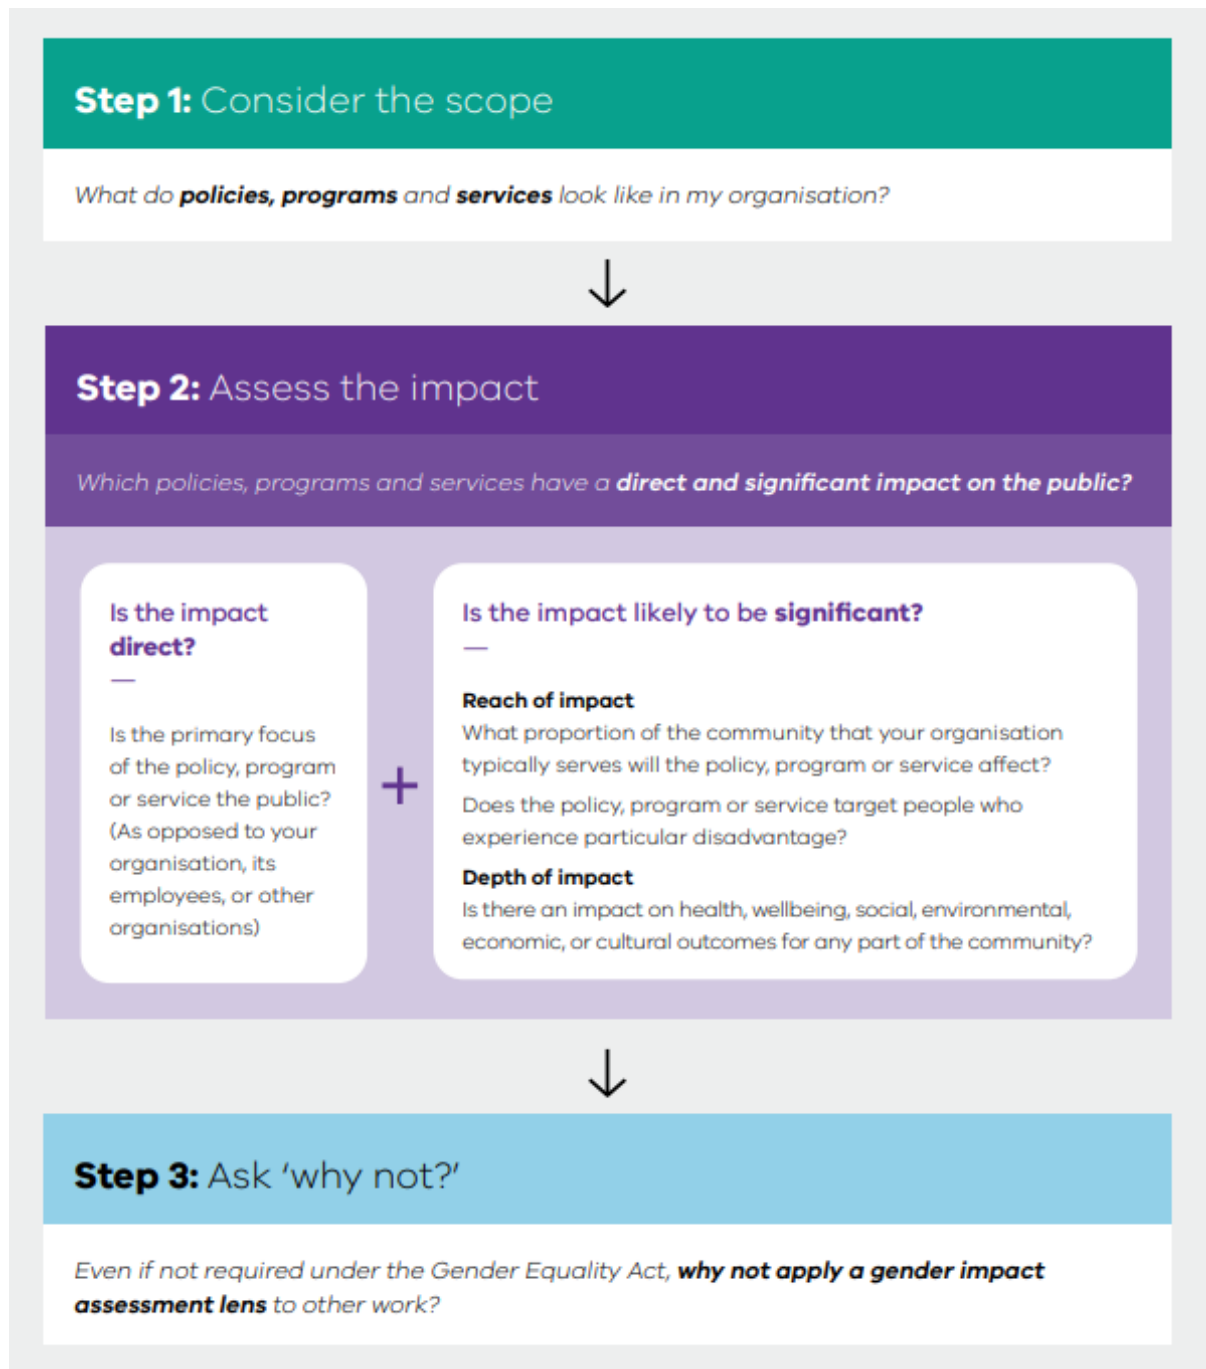 Step 1: Consider the scope
What do policies, programs and services look like in my organisation?
Step 2: Assess the impact
Which policies, programs and services have a direct and significant impact on the public?
Is the impact
direct?
—
Is the primary focus
of the policy, program
or service the public?
(As opposed to your
organisation, its
employees, or other
organisations)
+
Is the impact likely to be significant?
—
Reach of impact
What proportion of the community that your organisation
typically serves will the policy, program or service affect?
Does the policy, program or service target people who
experience particular disadvantage?
Depth of impact
Is there an impact on health, wellbeing, social, environmental,
economic, or cultural outcomes for any part of the community?
Step 3: Ask ‘why not?’
Even if not required under the Gender Equality Act, why not apply a gender impact
assessment lens to other work?